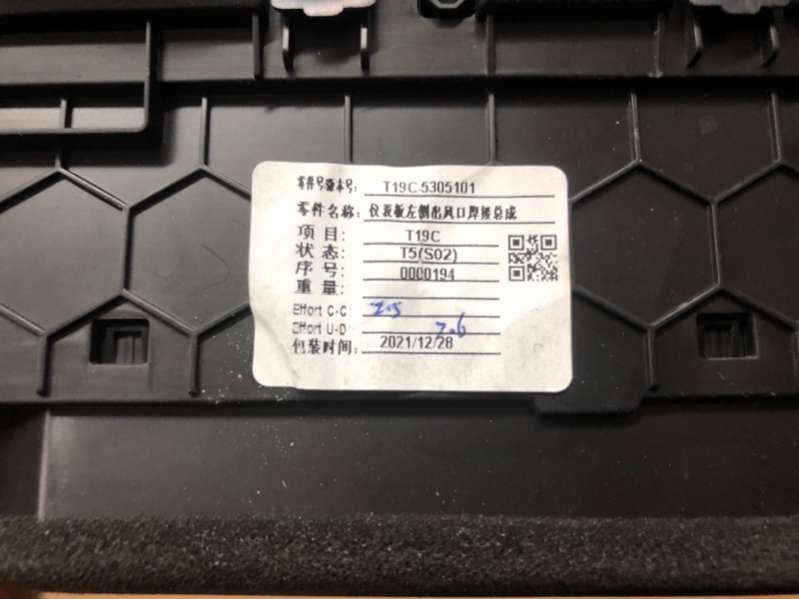 零件号版本号: T19C-5305101
零件名称: 仪表板左侧出风口焊接总成
项目: T19C
状态: T5(S02)
序号: 0000194
重量:
Effort C-C: 7.5
Effort U-D 7.6
包装时间: 2021/12/28